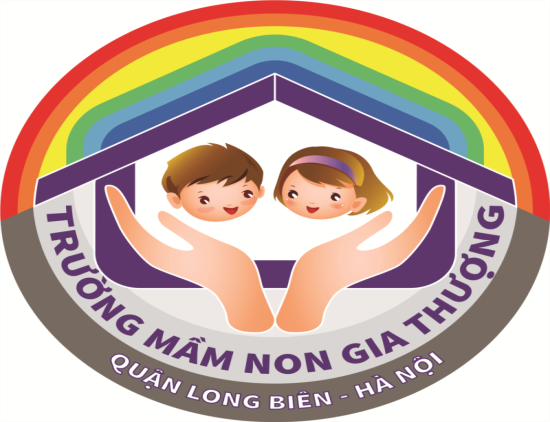 TRƯỜNG MẦM NON GIA THƯỢNG
QUẬN LONG BIÊN - HÀ NỘI